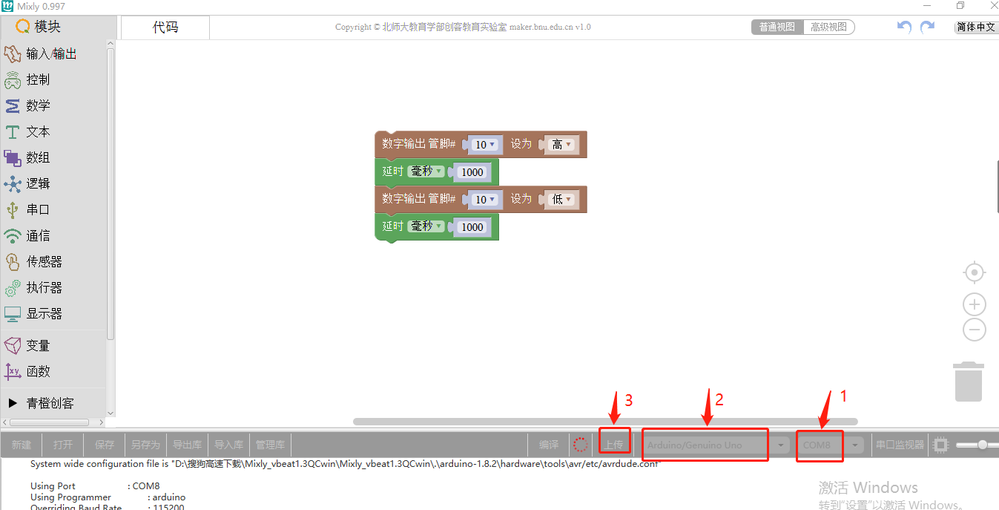 Mixly 0.997
模块
代码
Copyright © 北师大教育学部创客教育实验室 maker.bnu.edu.cn v1.0
普通视图 高级视图
简体中文
输入/输出
控制
数学
文本
数组
逻辑
串口
通信
传感器
执行器
显示器
变量
函数
青橙创客
数字输出 管脚# 10 设为 高
延时 毫秒 1000
数字输出 管脚# 10 设为 低
延时 毫秒 1000
3 2 1
新建 打开 保存 另存为 导出库 导入库 管理库 编译 上传 Arduino/Genuino Uno COM8 串口监视器
System wide configuration file is "D:\搜狗高速下载\Mixly_vbeat1.3QCwin\Mixly_vbeat1.3QCwin\.\arduino-1.8.2\hardware\tools\avr/etc/avrdude.conf"
Using Port : COM8
Using Programmer : arduino
Overriding Baud Rate : 115200
激活 Windows
转到"设置"以激活 Windows。